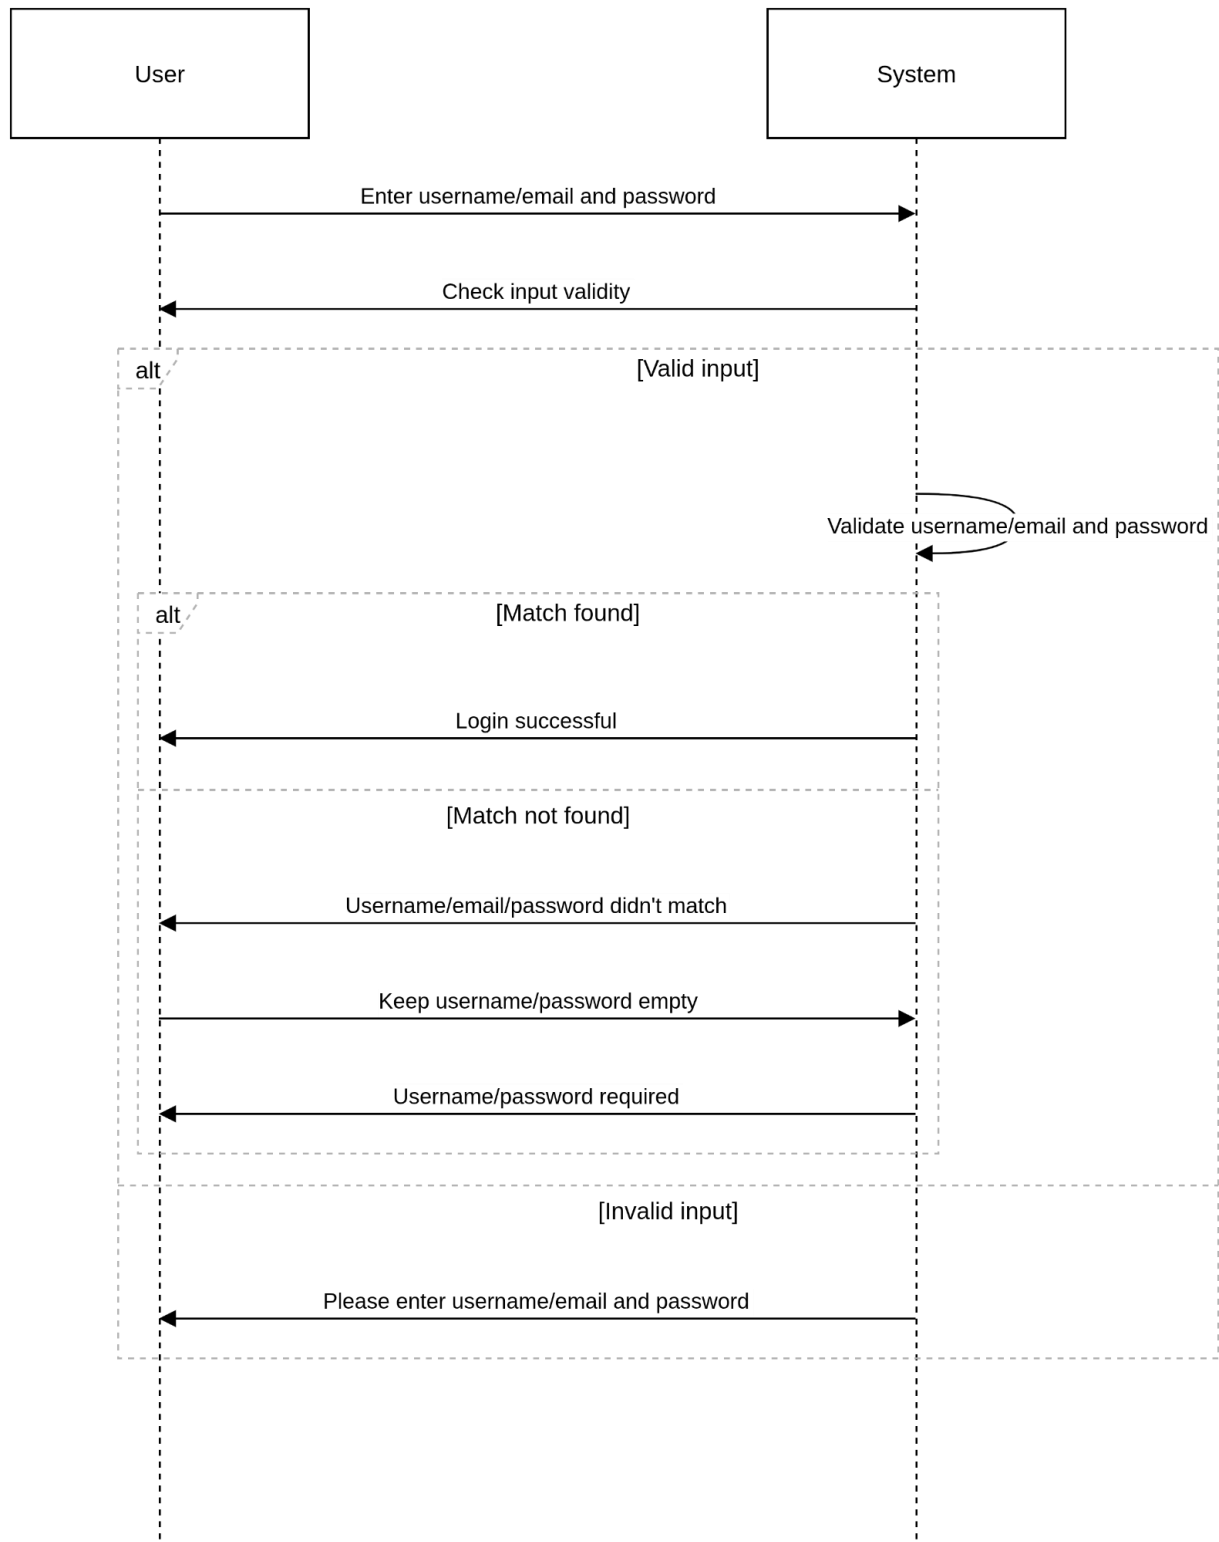 User
System
Enter username/email and password
Check input validity
alt
[Valid input]
Validate username/email and password
alt
[Match found]
Login successful
[Match not found]
Username/email/password didn't match
Keep username/password empty
Username/password required
[Invalid input]
Please enter username/email and password